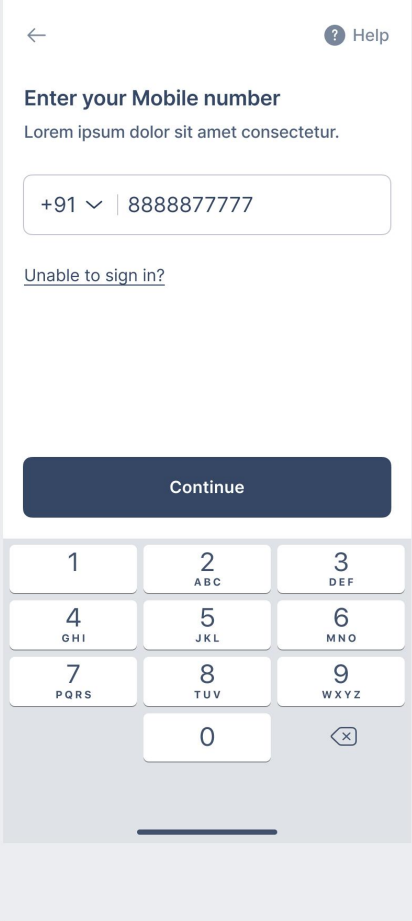 ? Help
Enter your Mobile number
Lorem ipsum dolor sit amet consectetur.
+91 8888877777
Unable to sign in?
Continue
1 2 3
ABC DEF
4 5 6
GHI JKL MNO
7 8 9
PQRS TUV WXYZ
0